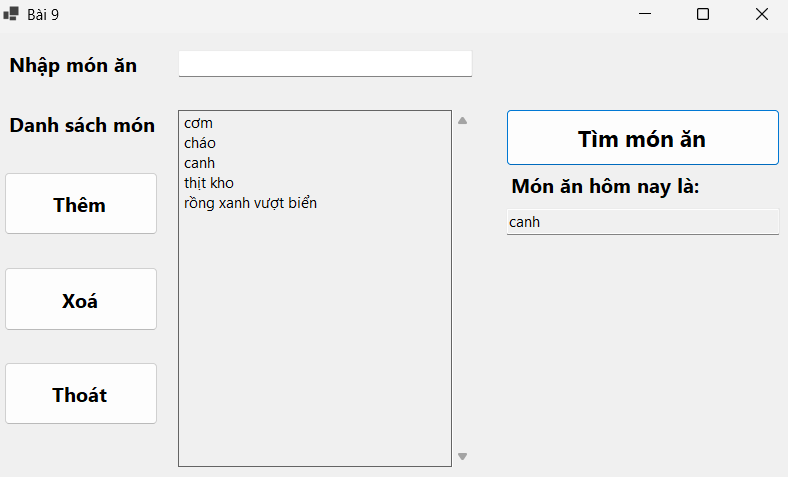 Bài 9
Nhập món ăn
Danh sách món
cơm
cháo
canh
thịt kho
rồng xanh vượt biển
Thêm
Xoá
Thoát
Tìm món ăn
Món ăn hôm nay là:
canh